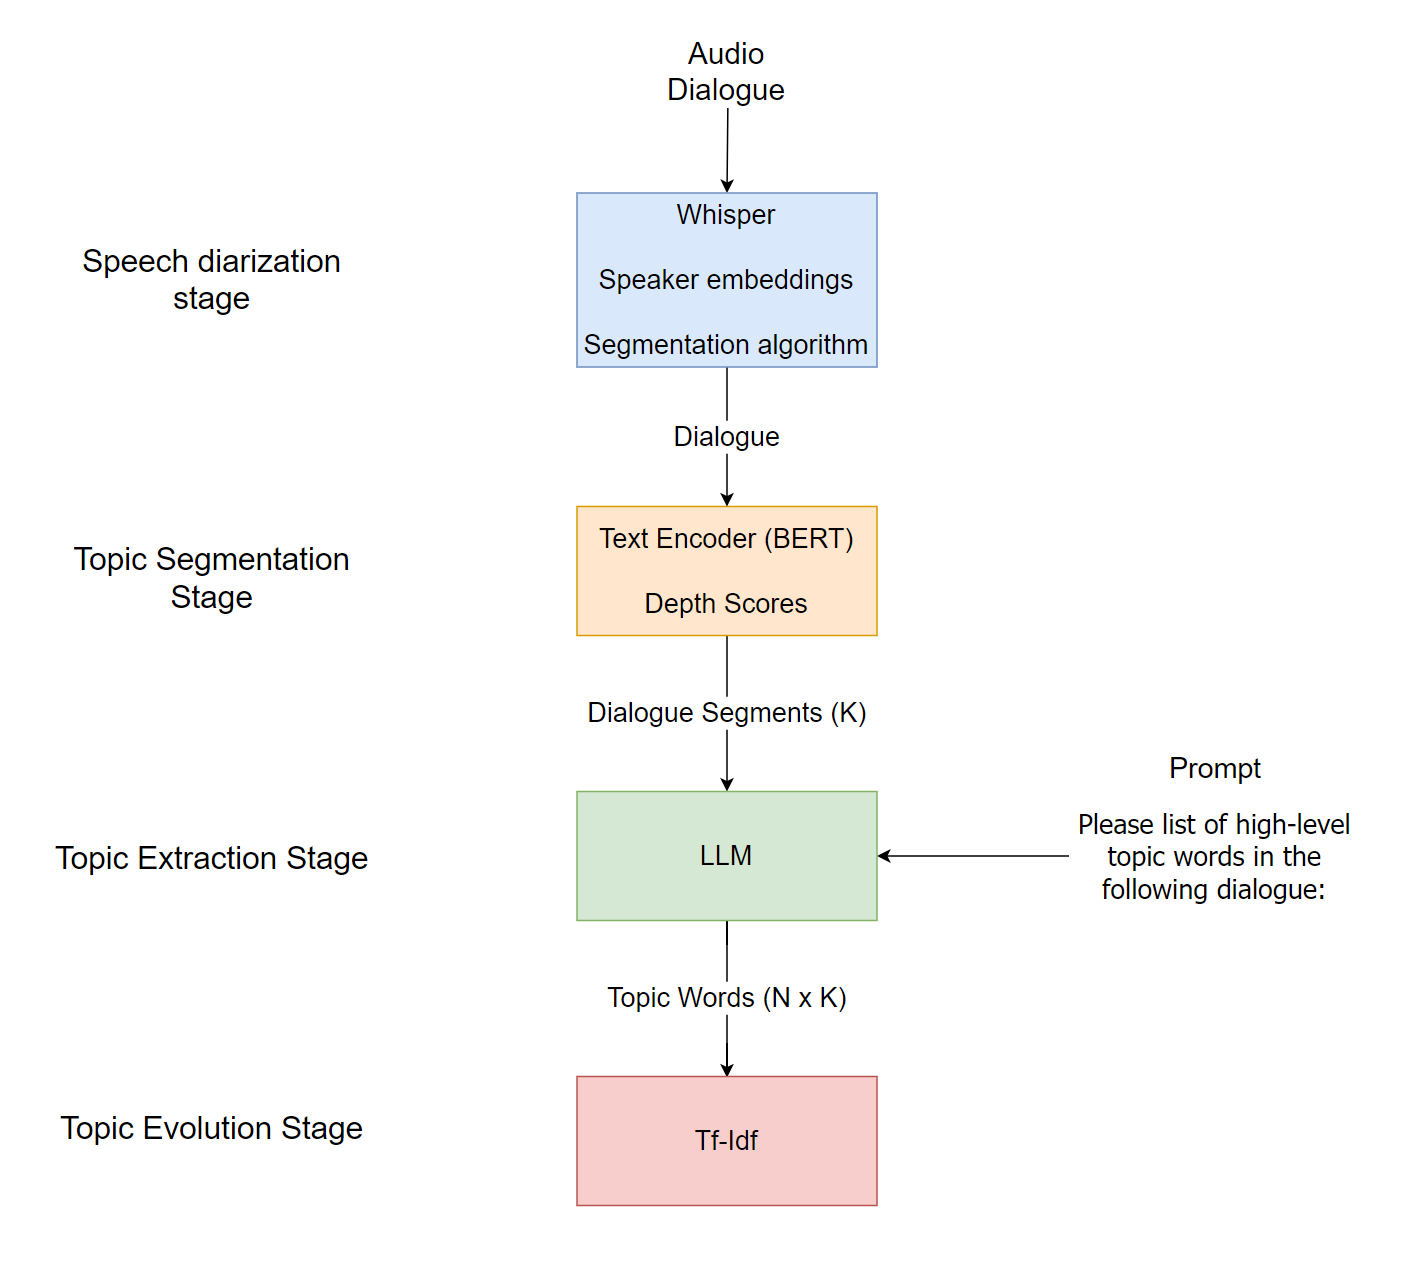 Audio
Dialogue
Speech diarization
stage
Whisper
Speaker embeddings
Segmentation algorithm
Dialogue
Topic Segmentation
Stage
Text Encoder (BERT)
Depth Scores
Dialogue Segments (K)
Topic Extraction Stage
LLM
Prompt
Please list of high-level
topic words in the
following dialogue:
Topic Words (N x K)
Topic Evolution Stage
Tf-Idf